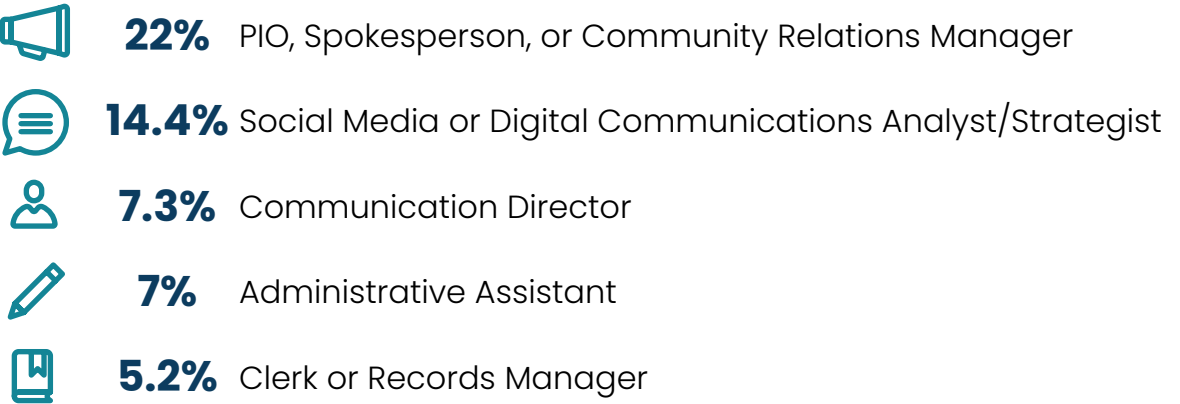 22% PIO, Spokesperson, or Community Relations Manager
14.4% Social Media or Digital Communications Analyst/Strategist
7.3% Communication Director
7% Administrative Assistant
5.2% Clerk or Records Manager